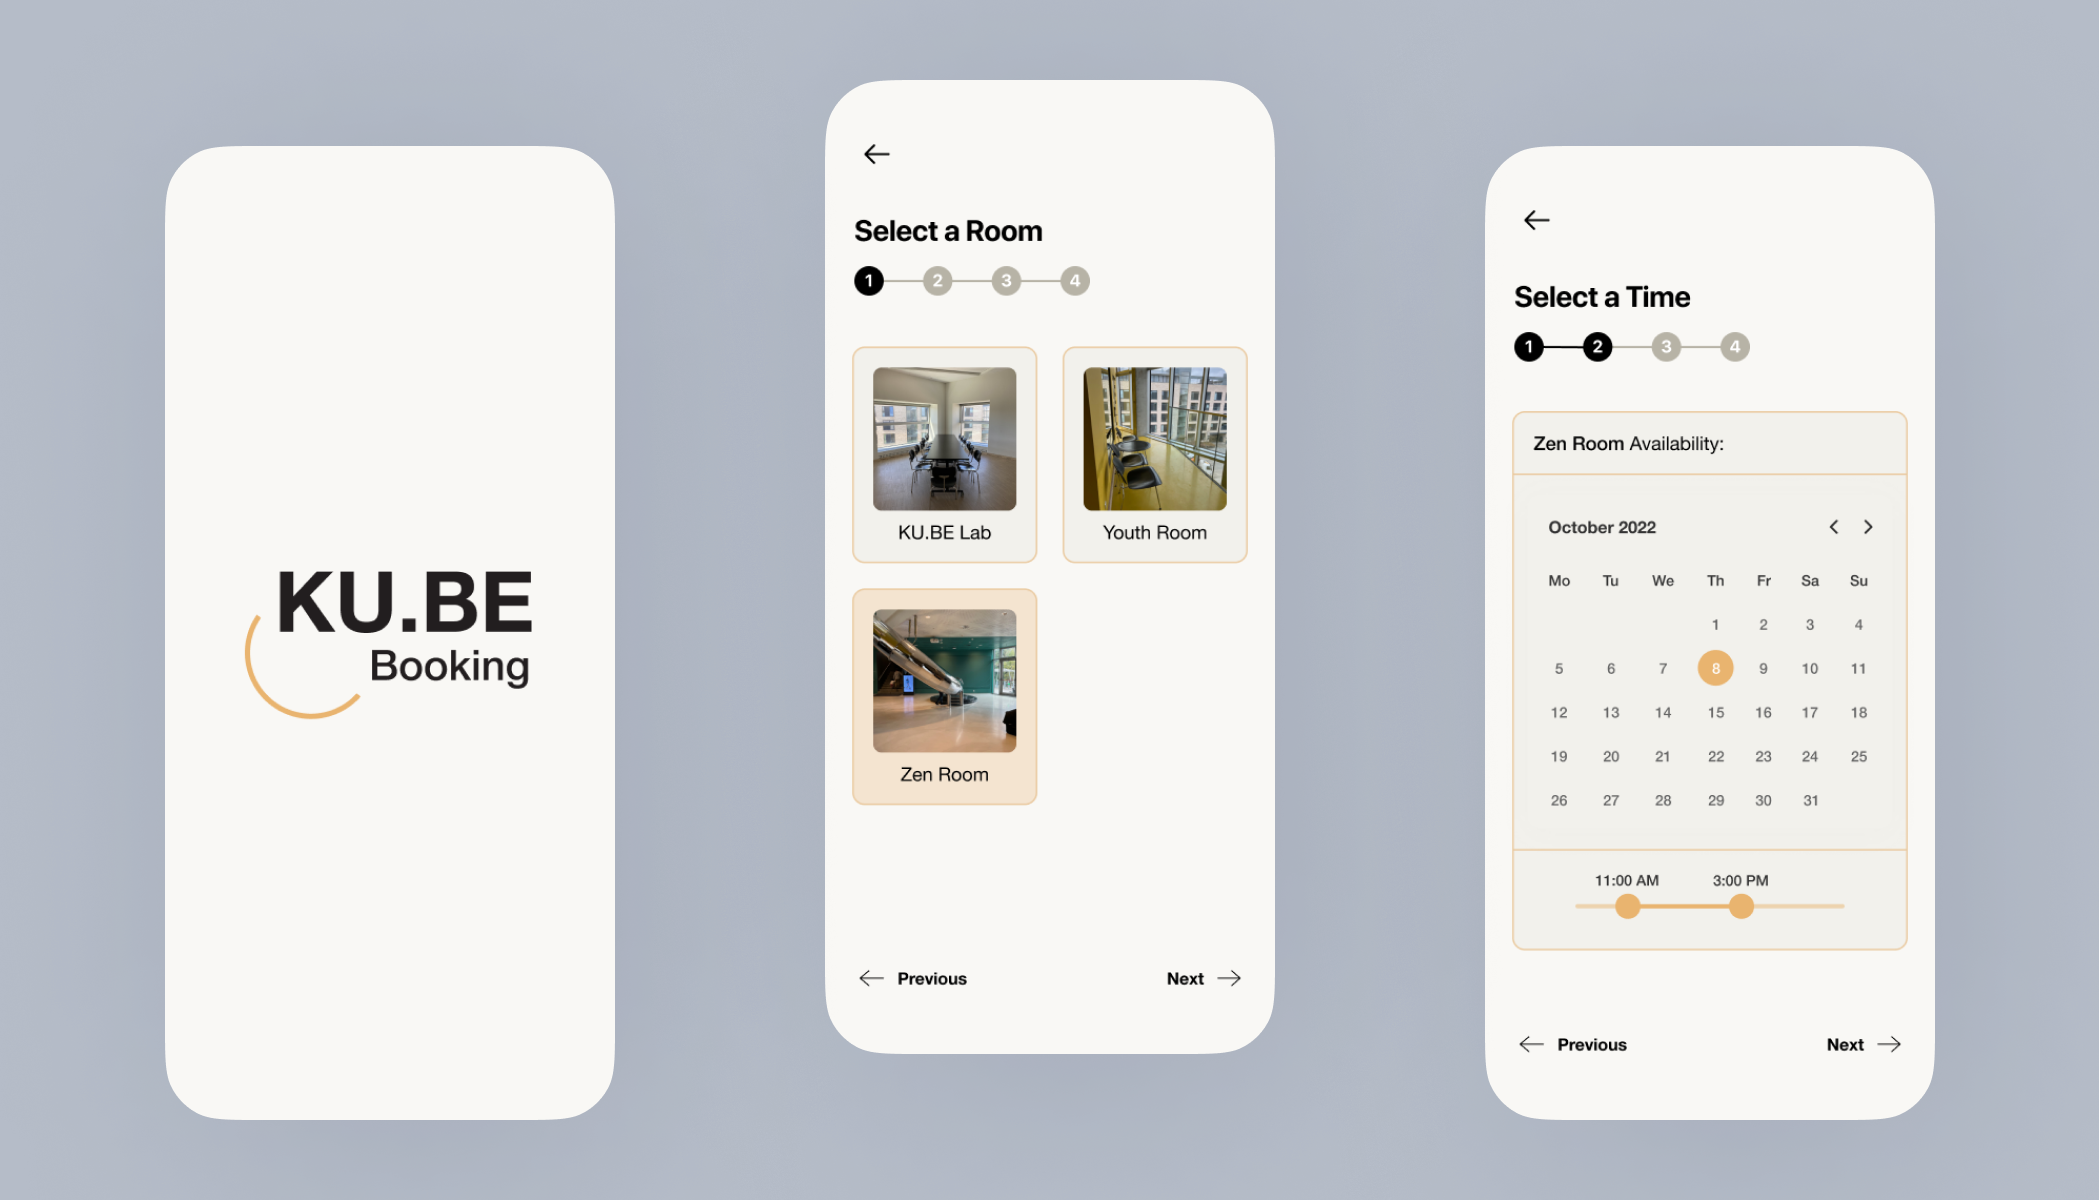 KU.BE
Booking
Select a Room
1 2 3 4
KU.BE Lab
Youth Room
Zen Room
Previous
Next
Select a Time
1 2 3 4
Zen Room Availability:
October 2022
Mo Tu We Th Fr Sa Su
1 2 3 4
5 6 7 8 9 10 11
12 13 14 15 16 17 18
19 20 21 22 23 24 25
26 27 28 29 30 31
11:00 AM 3:00 PM
Previous
Next